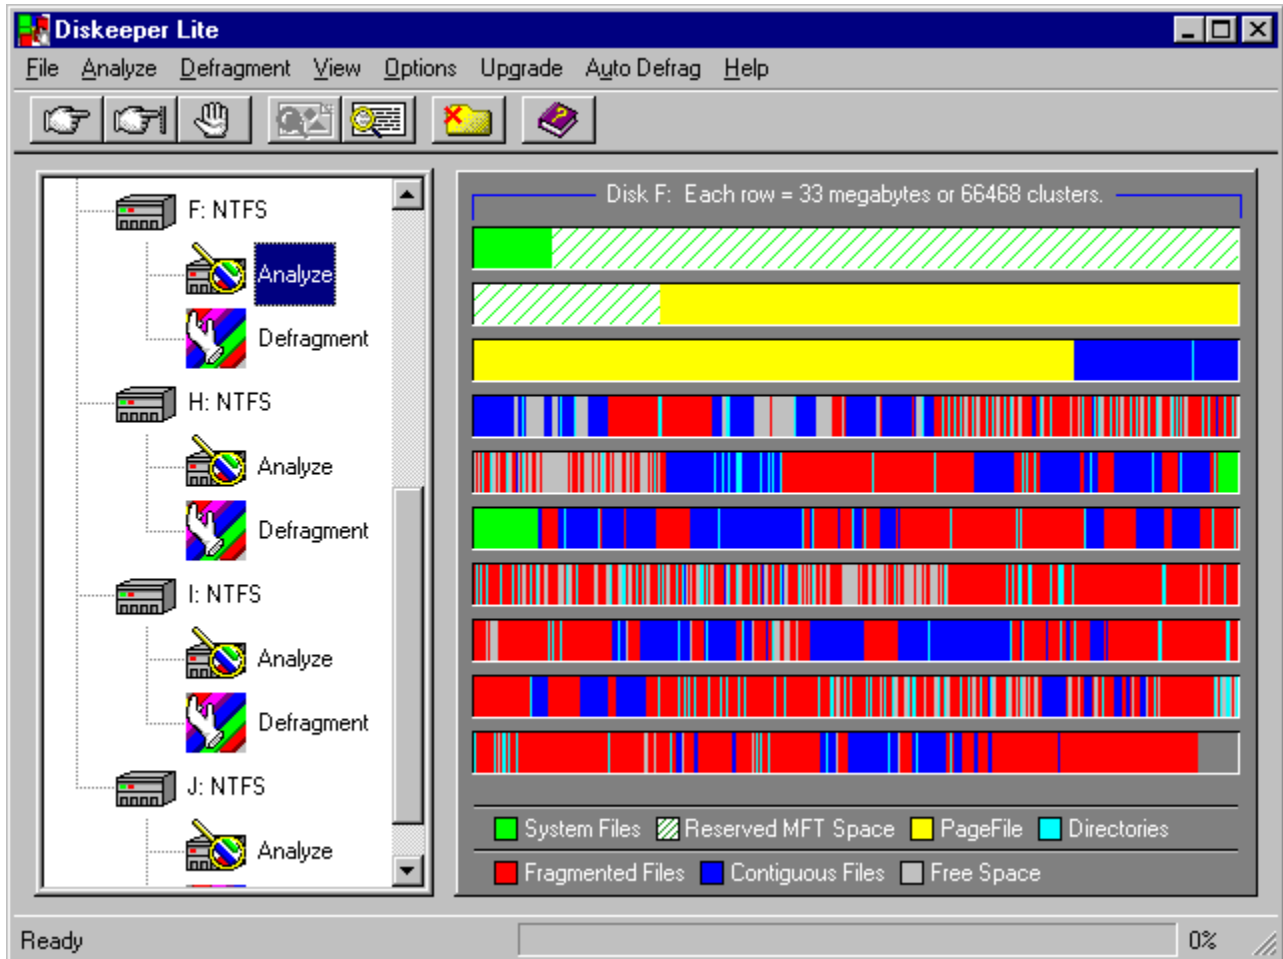 Diskeeper Lite
File Analyze Defragment View Options Upgrade Auto Defrag Help
F: NTFS
Analyze
Defragment
H: NTFS
Analyze
Defragment
I: NTFS
Analyze
Defragment
J: NTFS
Analyze
Disk F: Each row = 33 megabytes or 66468 clusters.
System Files Reserved MFT Space PageFile Directories
Fragmented Files Contiguous Files Free Space
Ready 0%